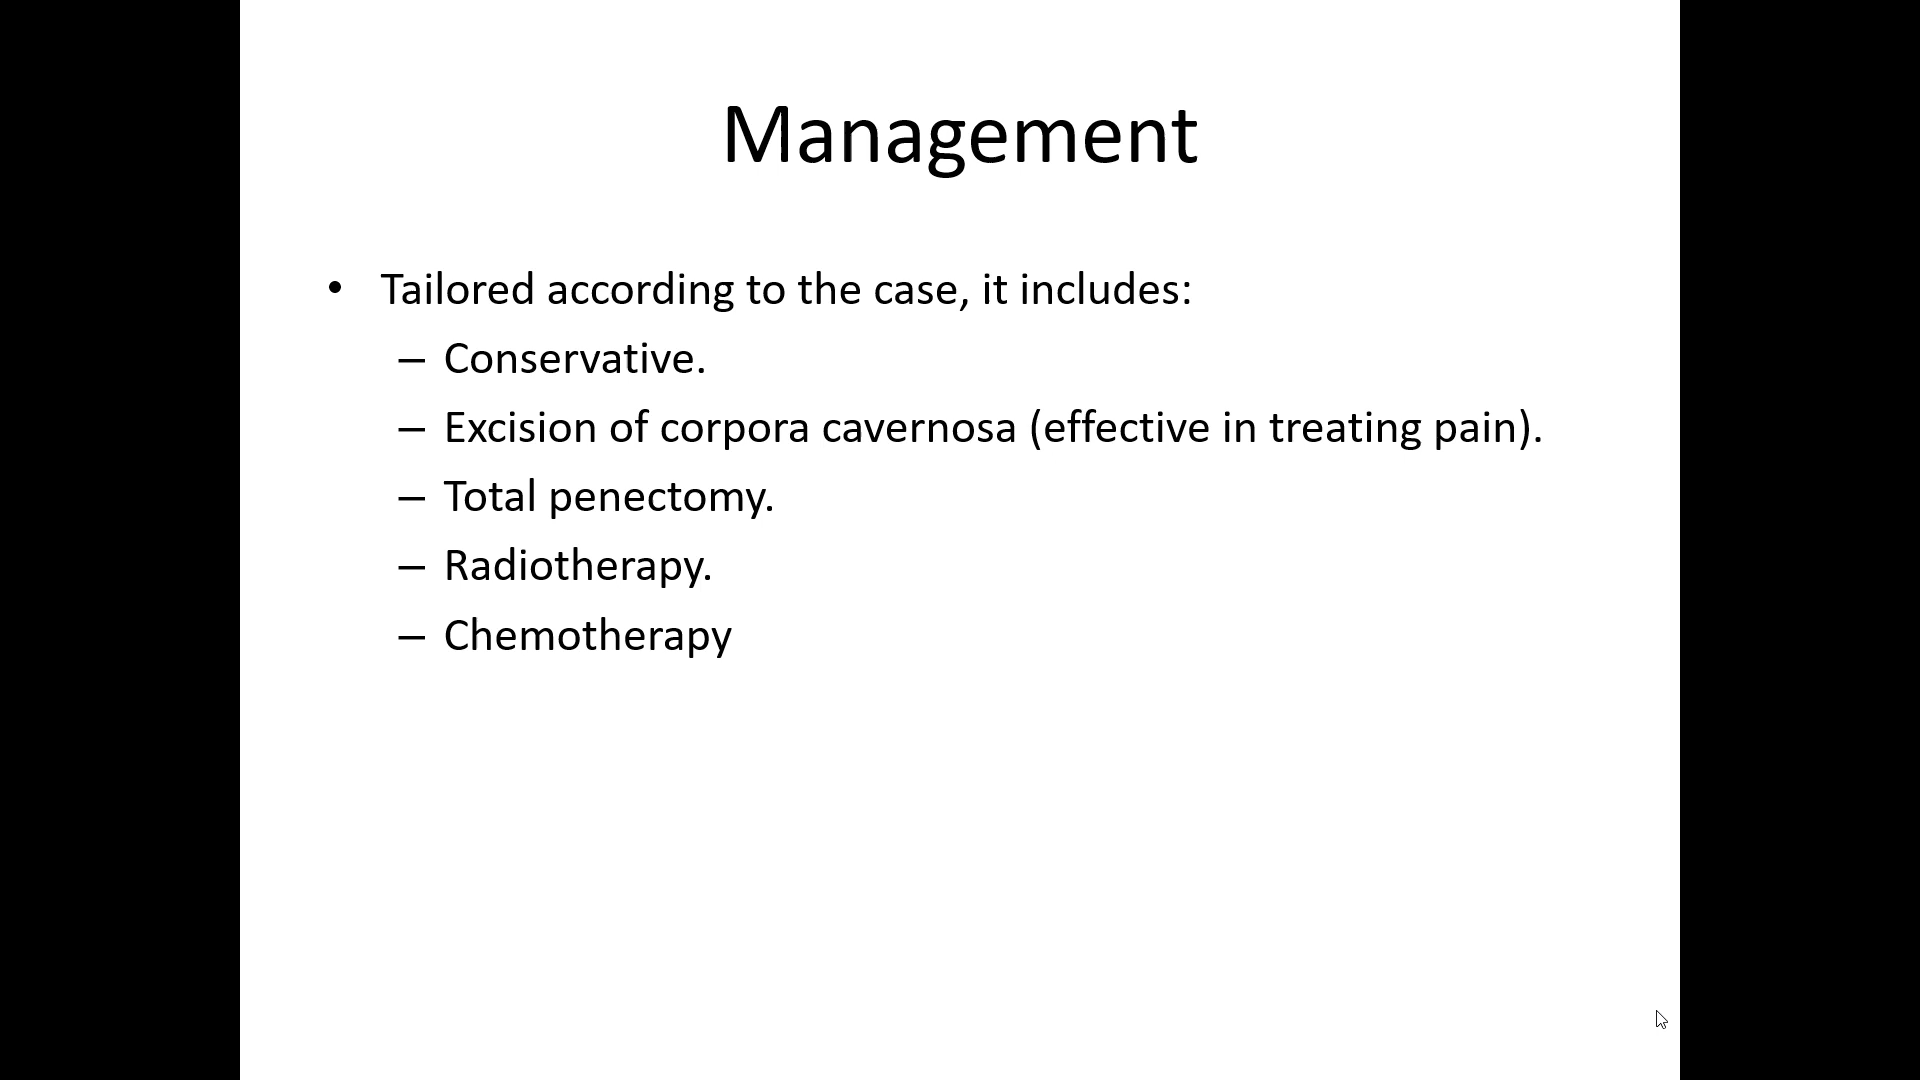 Management
• Tailored according to the case, it includes:
– Conservative.
– Excision of corpora cavernosa (effective in treating pain).
– Total penectomy.
– Radiotherapy.
– Chemotherapy